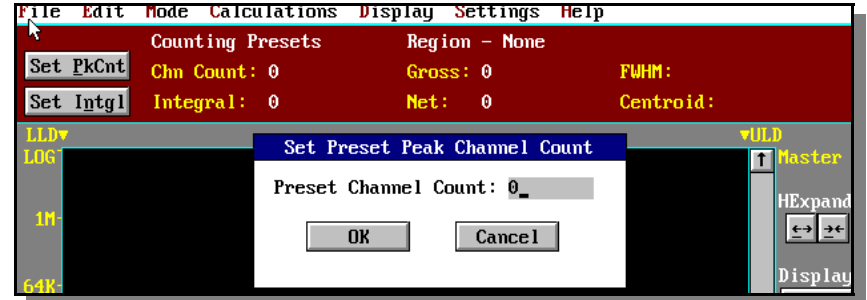 File Edit Mode Calculations Display Settings Help
Counting Presets Region - None
Set PkCnt Chn Count: 0 Gross: 0 FWHM:
Set Intgl Integral: 0 Net: 0 Centroid:
LLD▼ ▼ULD
LOG Set Preset Peak Channel Count ↑ Master
Preset Channel Count: 0_
HExpand
1M-
OK Cancel ←→ →←
Display
64K-